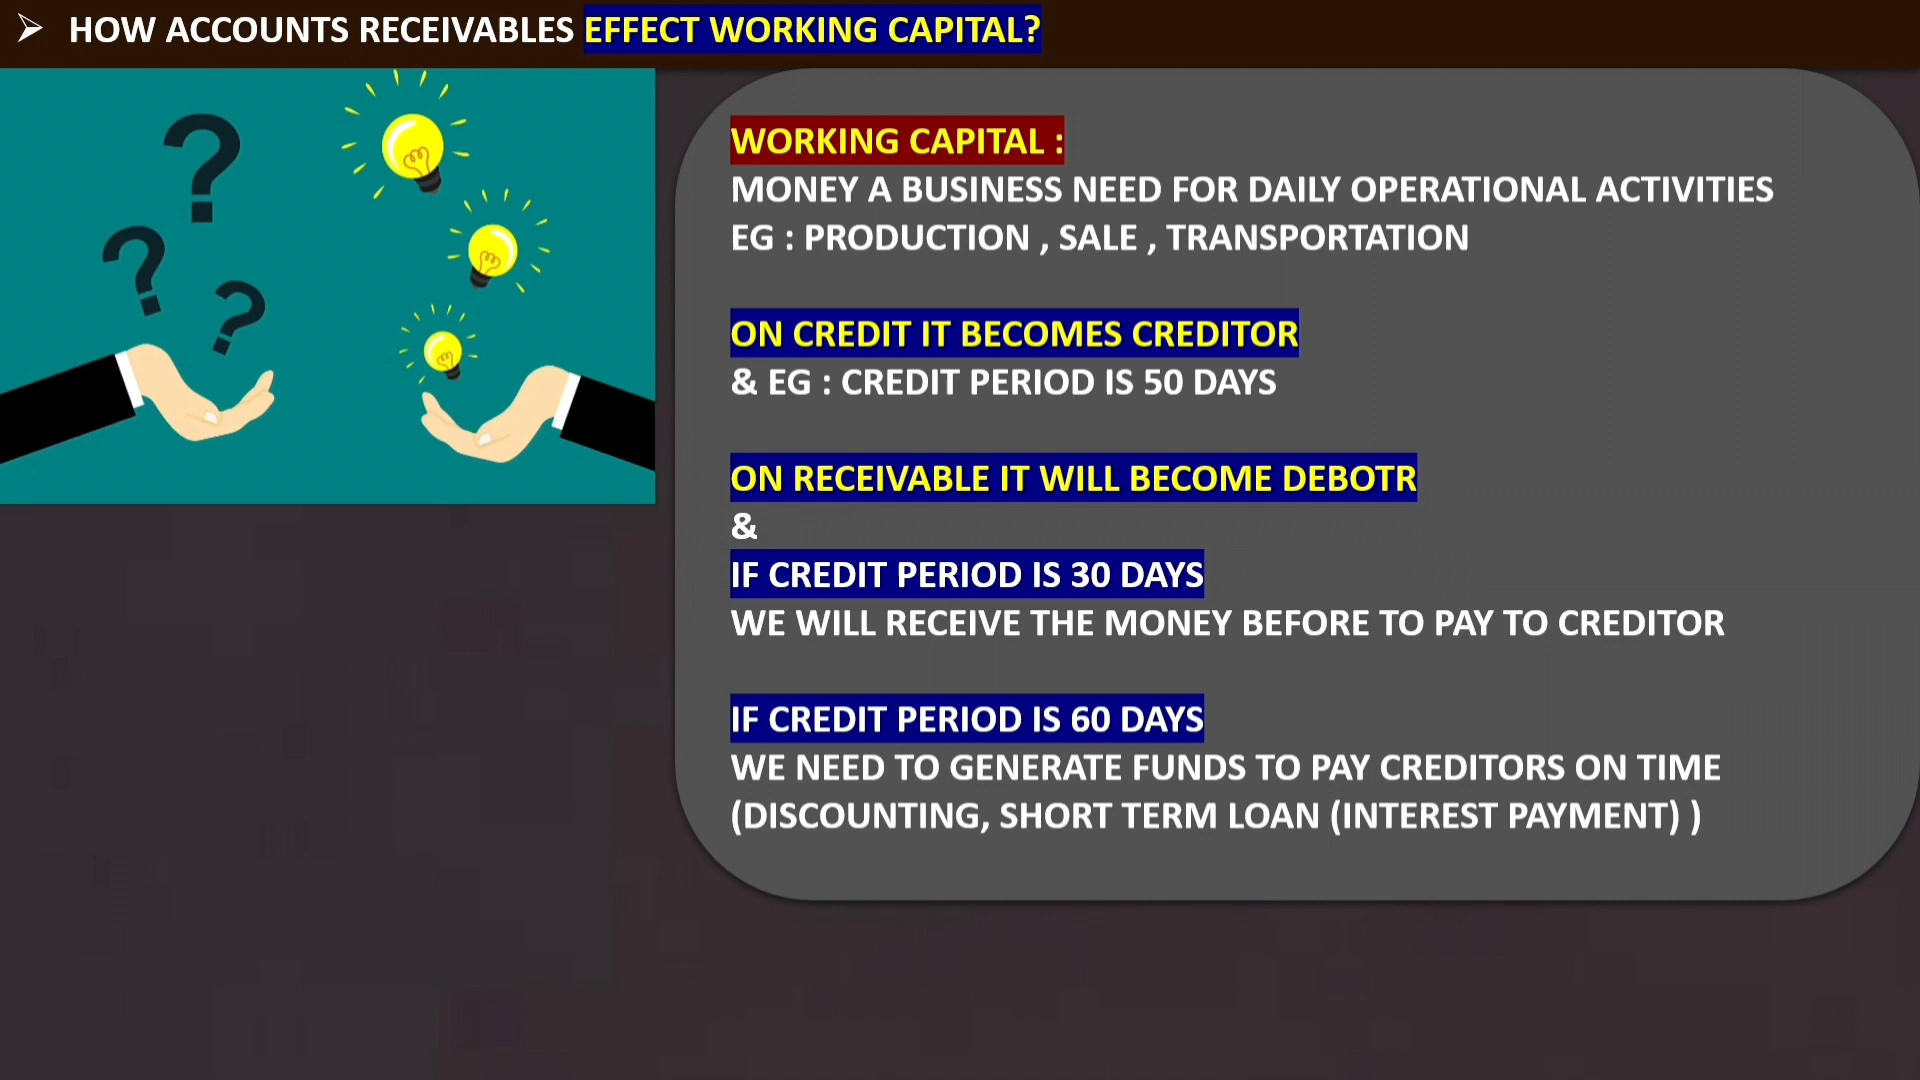 HOW ACCOUNTS RECEIVABLES EFFECT WORKING CAPITAL?
WORKING CAPITAL :
MONEY A BUSINESS NEED FOR DAILY OPERATIONAL ACTIVITIES
EG : PRODUCTION , SALE , TRANSPORTATION
ON CREDIT IT BECOMES CREDITOR
& EG : CREDIT PERIOD IS 50 DAYS
ON RECEIVABLE IT WILL BECOME DEBOTR
&
IF CREDIT PERIOD IS 30 DAYS
WE WILL RECEIVE THE MONEY BEFORE TO PAY TO CREDITOR
IF CREDIT PERIOD IS 60 DAYS
WE NEED TO GENERATE FUNDS TO PAY CREDITORS ON TIME
(DISCOUNTING, SHORT TERM LOAN (INTEREST PAYMENT) )